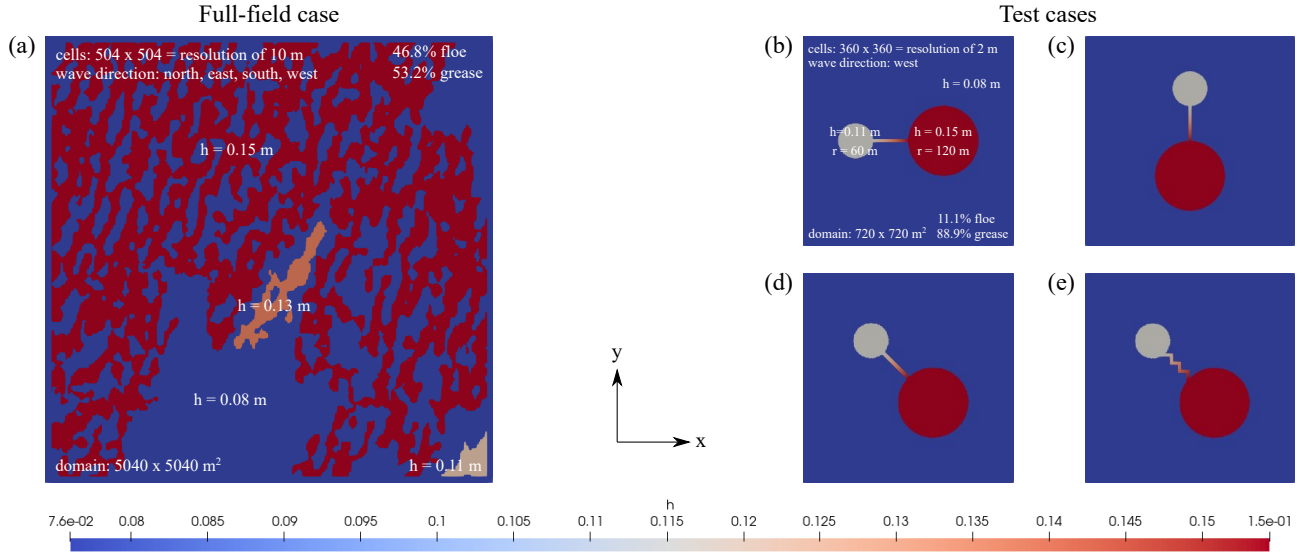 Full-field case
Test cases
(a)
cells: 504 x 504 = resolution of 10 m
46.8% floe
wave direction: north, east, south, west
53.2% grease
h = 0.15 m
h = 0.13 m
h = 0.08 m
domain: 5040 x 5040 m²
h = 0.11 m
y
x
(b)
cells: 360 x 360 = resolution of 2 m
wave direction: west
h = 0.08 m
h=0.11 m
r = 60 m
h = 0.15 m
r = 120 m
11.1% floe
domain: 720 x 720 m²
88.9% grease
(c)
(d)
(e)
h
7.6e-02 0.08 0.085 0.09 0.095 0.1 0.105 0.11 0.115 0.12 0.125 0.13 0.135 0.14 0.145 0.15 1.5e-01